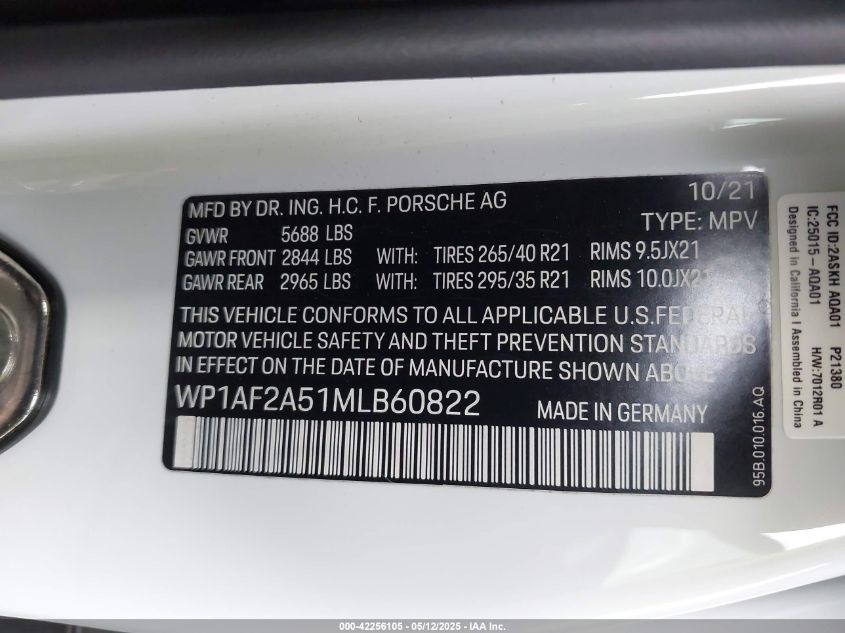 MFD BY DR. ING. H.C. F. PORSCHE AG 10/21
GVWR 5688 LBS TYPE: MPV
GAWR FRONT 2844 LBS WITH: TIRES 265/40 R21 RIMS 9.5JX21
GAWR REAR 2965 LBS WITH: TIRES 295/35 R21 RIMS 10.0JX21
THIS VEHICLE CONFORMS TO ALL APPLICABLE U.S.FEDERAL
MOTOR VEHICLE SAFETY AND THEFT PREVENTION STANDARDS
IN EFFECT ON THE DATE OF MANUFACTURE SHOWN ABOVE
WP1AF2A51MLB60822 MADE IN GERMANY
95B.010.016.AQ
FCC ID:2ASKH AQA01 P21380
IC:25015-AQA01 H/W:7012R01 A
Designed in California I Assembled in China
000-42256105 - 05/12/2025 - IAA Inc.